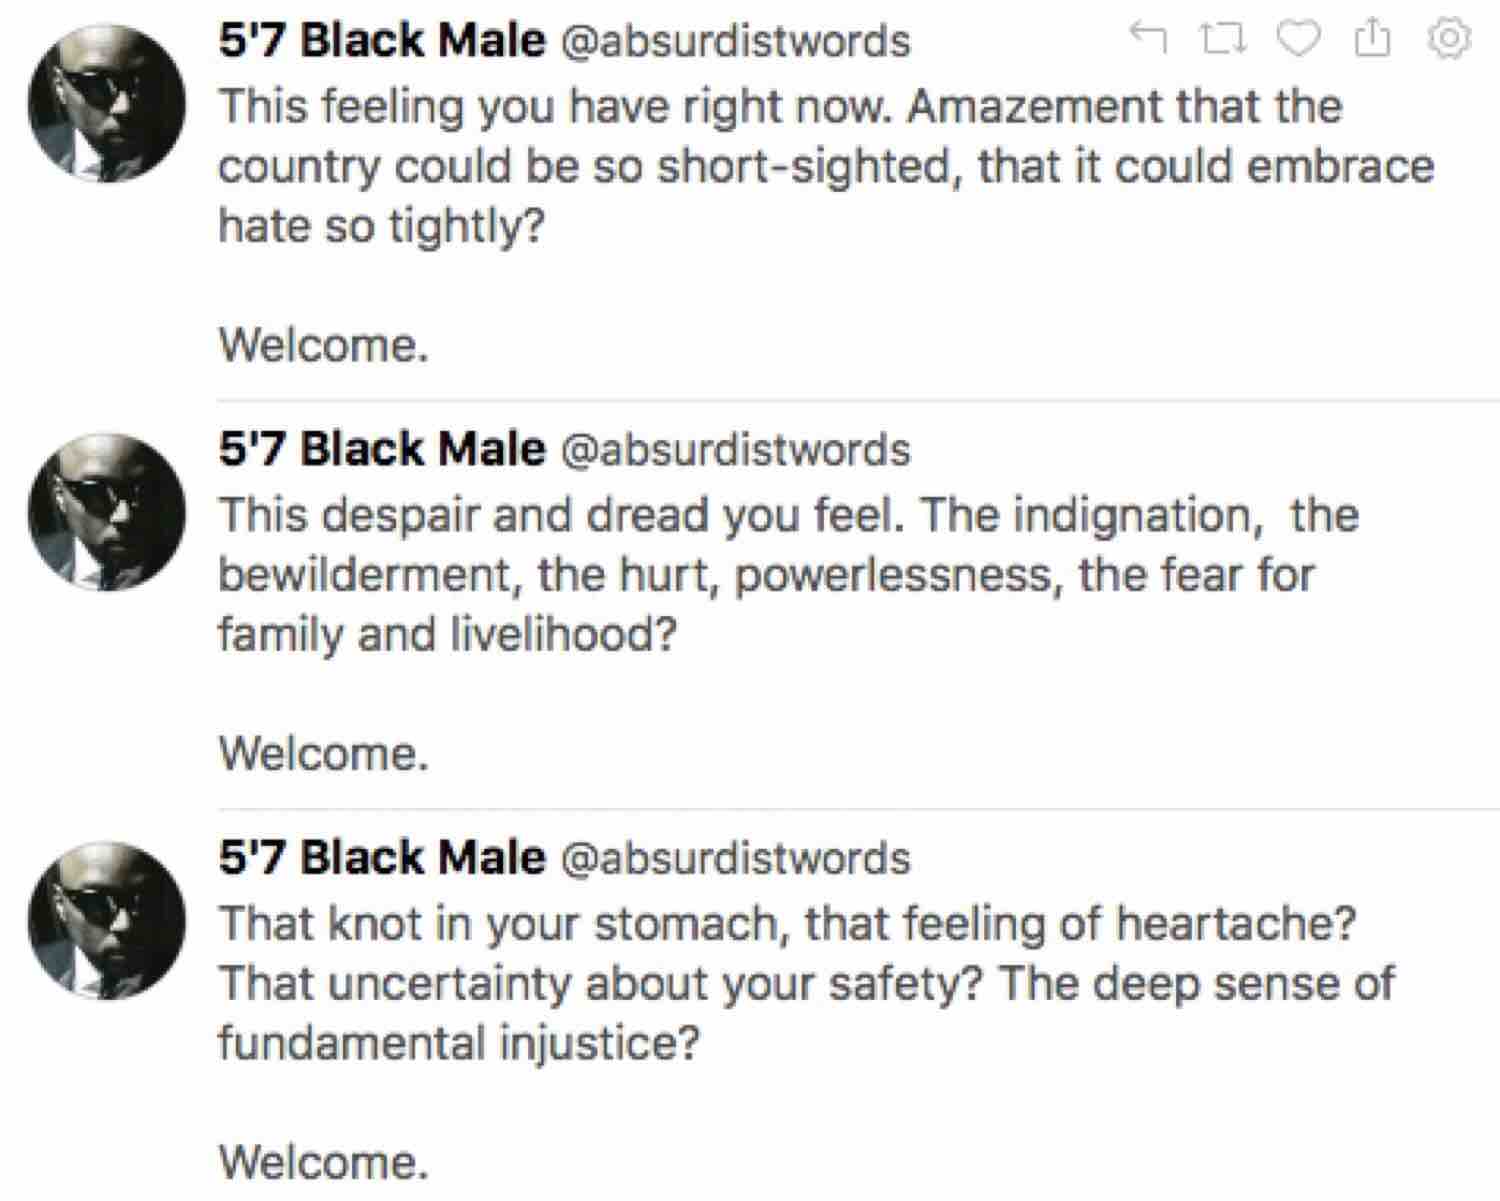 5'7 Black Male @absurdistwords
This feeling you have right now. Amazement that the
country could be so short-sighted, that it could embrace
hate so tightly?
Welcome.
5'7 Black Male @absurdistwords
This despair and dread you feel. The indignation,  the
bewilderment, the hurt, powerlessness, the fear for
family and livelihood?
Welcome.
5'7 Black Male @absurdistwords
That knot in your stomach, that feeling of heartache?
That uncertainty about your safety? The deep sense of
fundamental injustice?
Welcome.